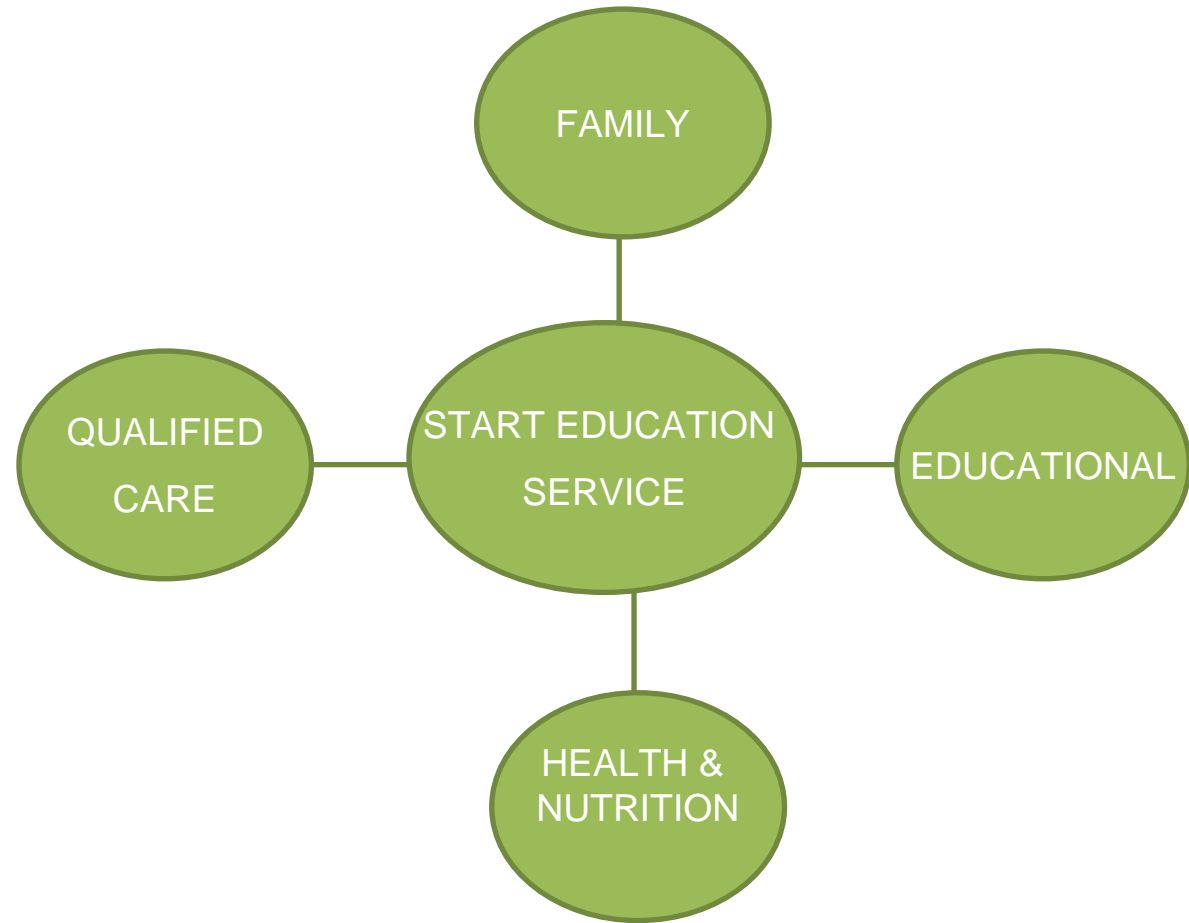 FAMILY
QUALIFIED
CARE
START EDUCATION
SERVICE
EDUCATIONAL
HEALTH &
NUTRITION